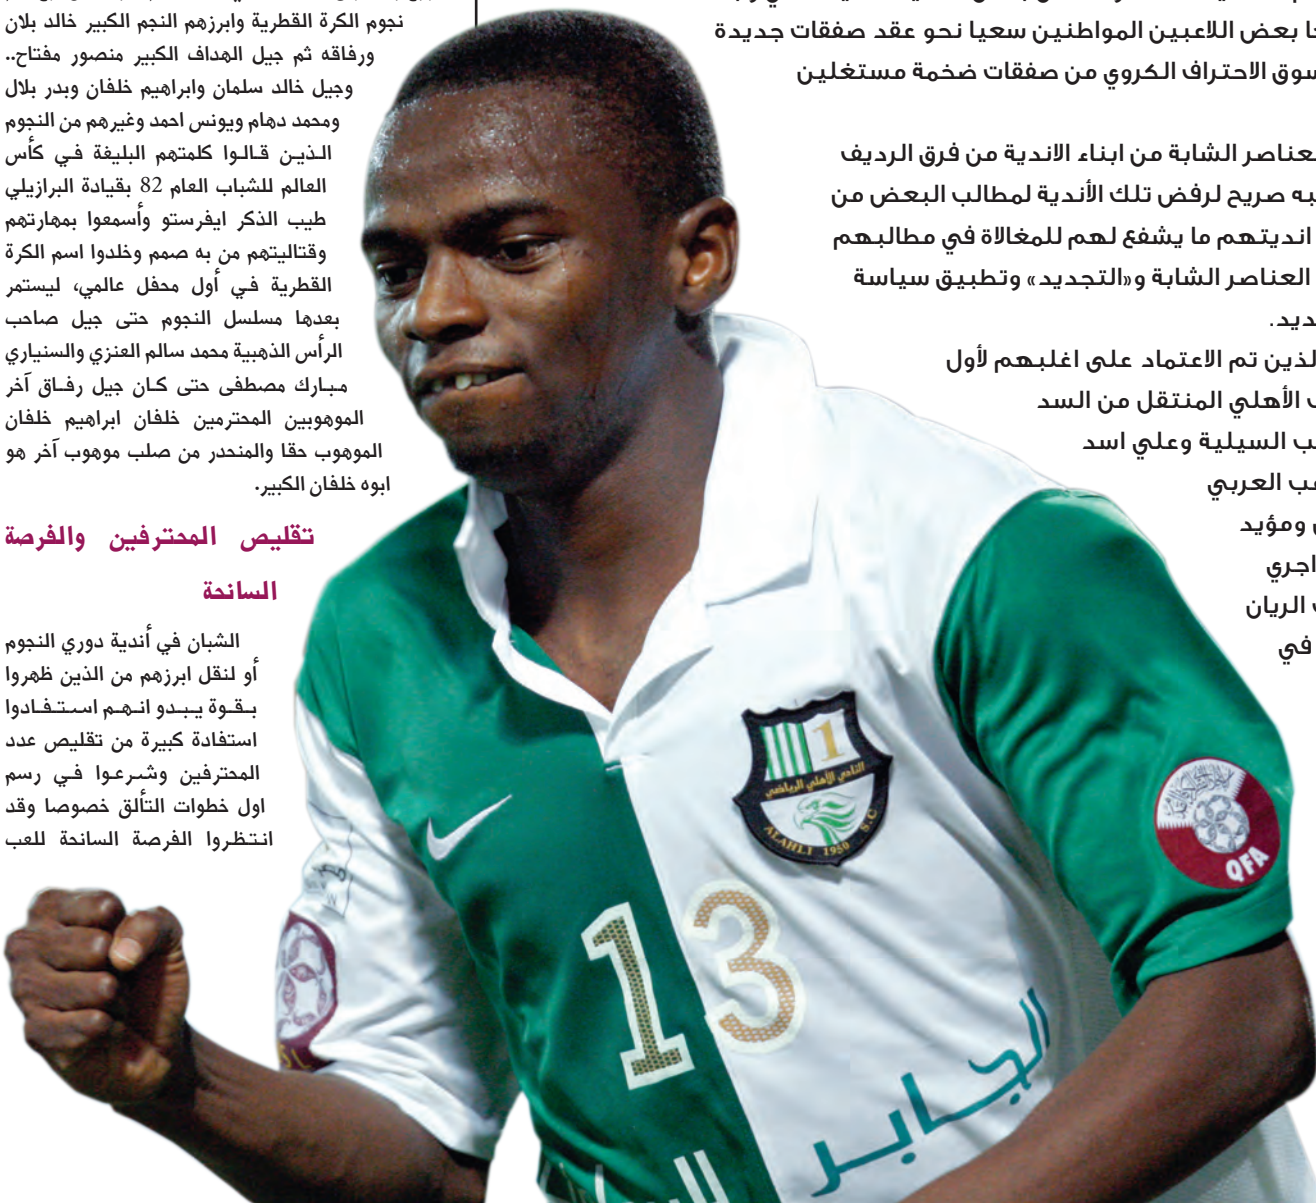 نجوم الكرة القطرية وابرزهم النجم الكبير خالد بلان
ورفاقه ثم جيل الهداف الكبير منصور مفتاح..
وجيل خالد سلمان وابراهيم خلفان وبدر بلال
ومحمد دهام ويونس احمد وغيرهم من النجوم
الذين قالوا كلمتهم البليغة في كأس
العالم للشباب العام 82 بقيادة البرازيلي
طيب الذكر ايفرستو وأسمعوا بمهارتهم
وقتاليتهم من به صمم وخلدوا اسم الكرة
القطرية في أول محفل عالمي، ليستمر
بعدها مسلسل النجوم حتى جيل صاحب
الرأس الذهبية محمد سالم العنزي والسنياري
مبارك مصطفى حتى كان جيل رفاق آخر
الموهوبين المحترمين خلفان ابراهيم خلفان
الموهوب حقا والمنحدر من صلب موهوب آخر هو
ابوه خلفان الكبير.
تقليص المحترفين والفرصة
السانحة
الشبان في أندية دوري النجوم
أو لنقل ابرزهم من الذين ظهروا
بقوة يبدو انهم استفادوا
استفادة كبيرة من تقليص عدد
المحترفين وشرعوا في رسم
اول خطوات التألق خصوصا وقد
انتظروا الفرصة السانحة للعب
بعض اللاعبين المواطنين سعيا نحو عقد صفقات جديدة
سوق الاحتراف الكروي من صفقات ضخمة مستغلين
لعناصر الشابة من ابناء الاندية من فرق الرديف
به صريح لرفض تلك الأندية لمطالب البعض من
انديتهم ما يشفع لهم للمغالاة في مطالبهم
العناصر الشابة و«التجديد» وتطبيق سياسة
ديد.
لذين تم الاعتماد على اغلبهم لأول
الأهلي المنتقل من السد
ب السيلية وعلي اسد
عب العربي
ومؤيد
اجري
الريان
في
1
النادي الأهلي الرياضي
ALAHLI 1950 S.C
QFA
13
الجابر
SL